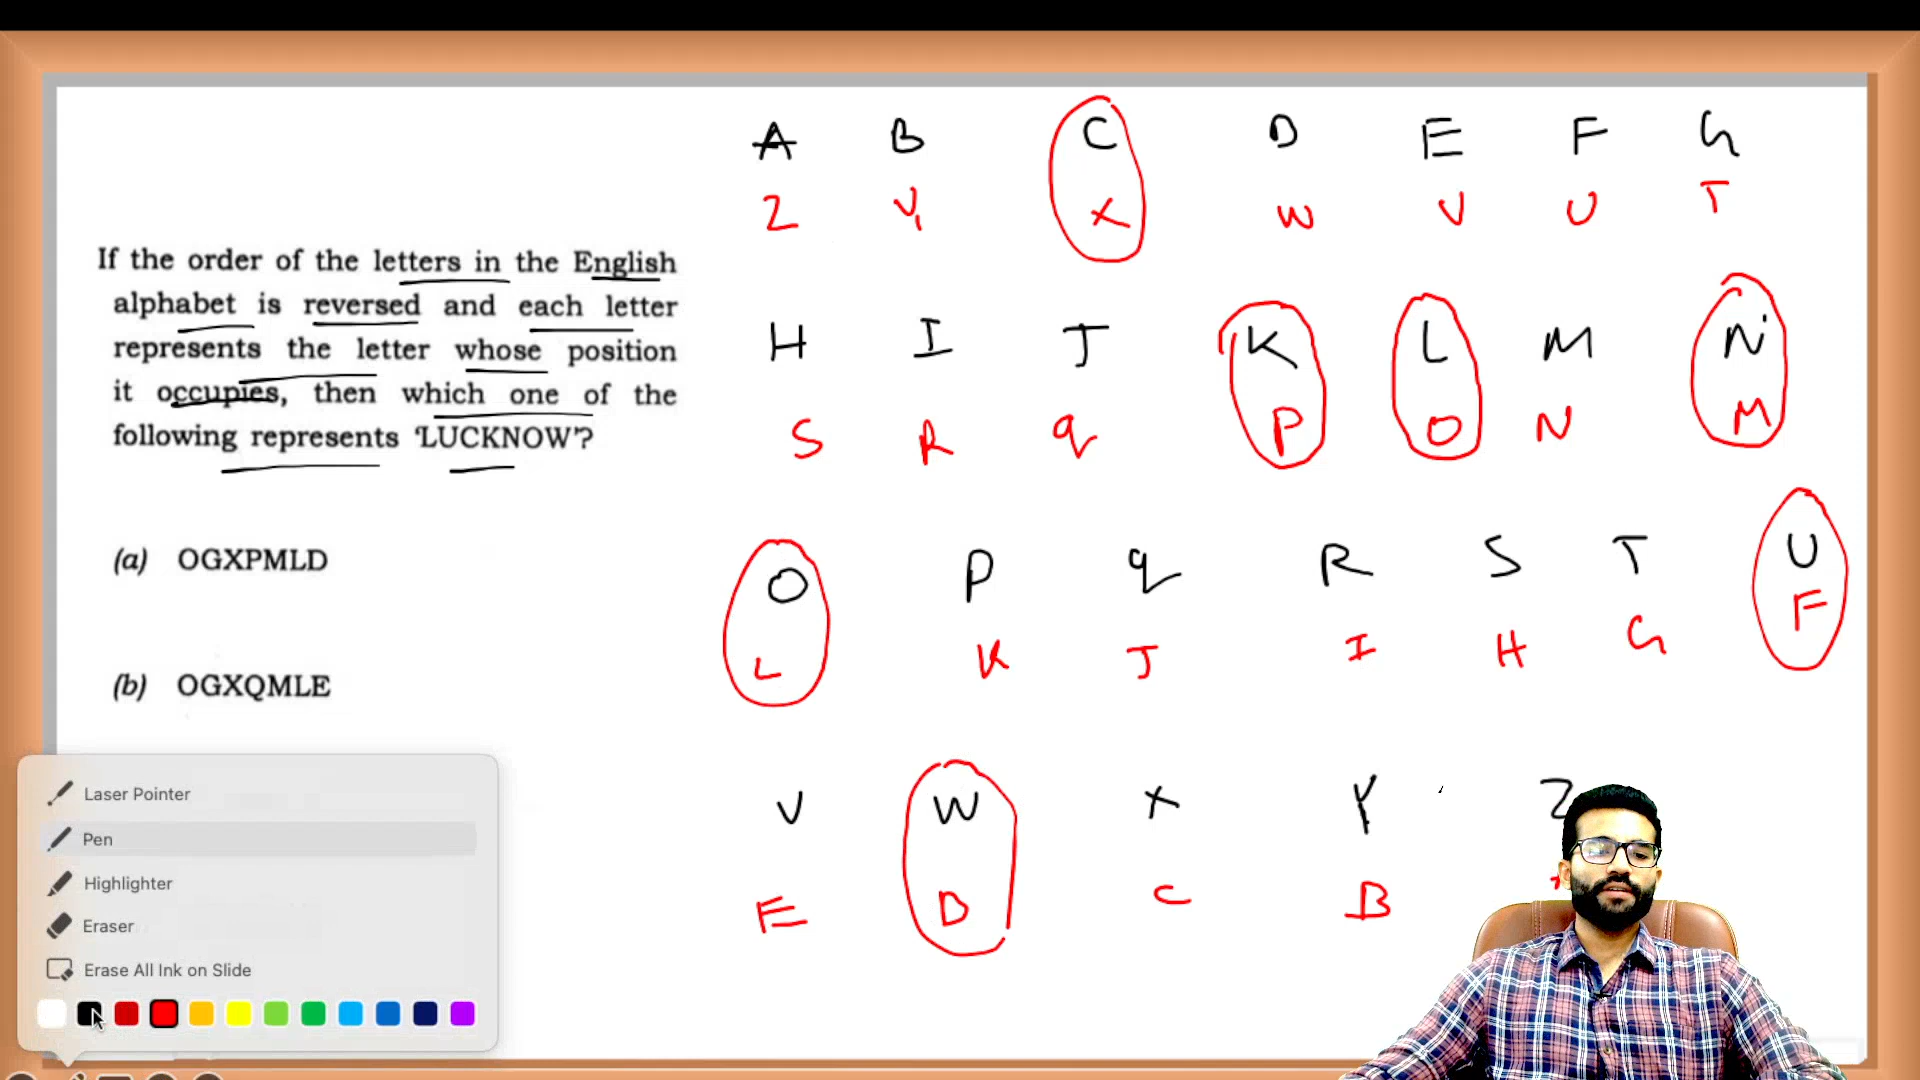 If the order of the letters in the English
alphabet is reversed and each letter
represents the letter whose position
it occupies, then which one of the
following represents 'LUCKNOW'?
(a) OGXPMLD
(b) OGXQMLE
A B C D E F G
Z Y X W V U T
H I J K L M N
S R q P O N M
O P q R S T U
L K J I H G F
V W X Y Z
E D C B
Laser Pointer
Pen
Highlighter
Eraser
Erase All Ink on Slide